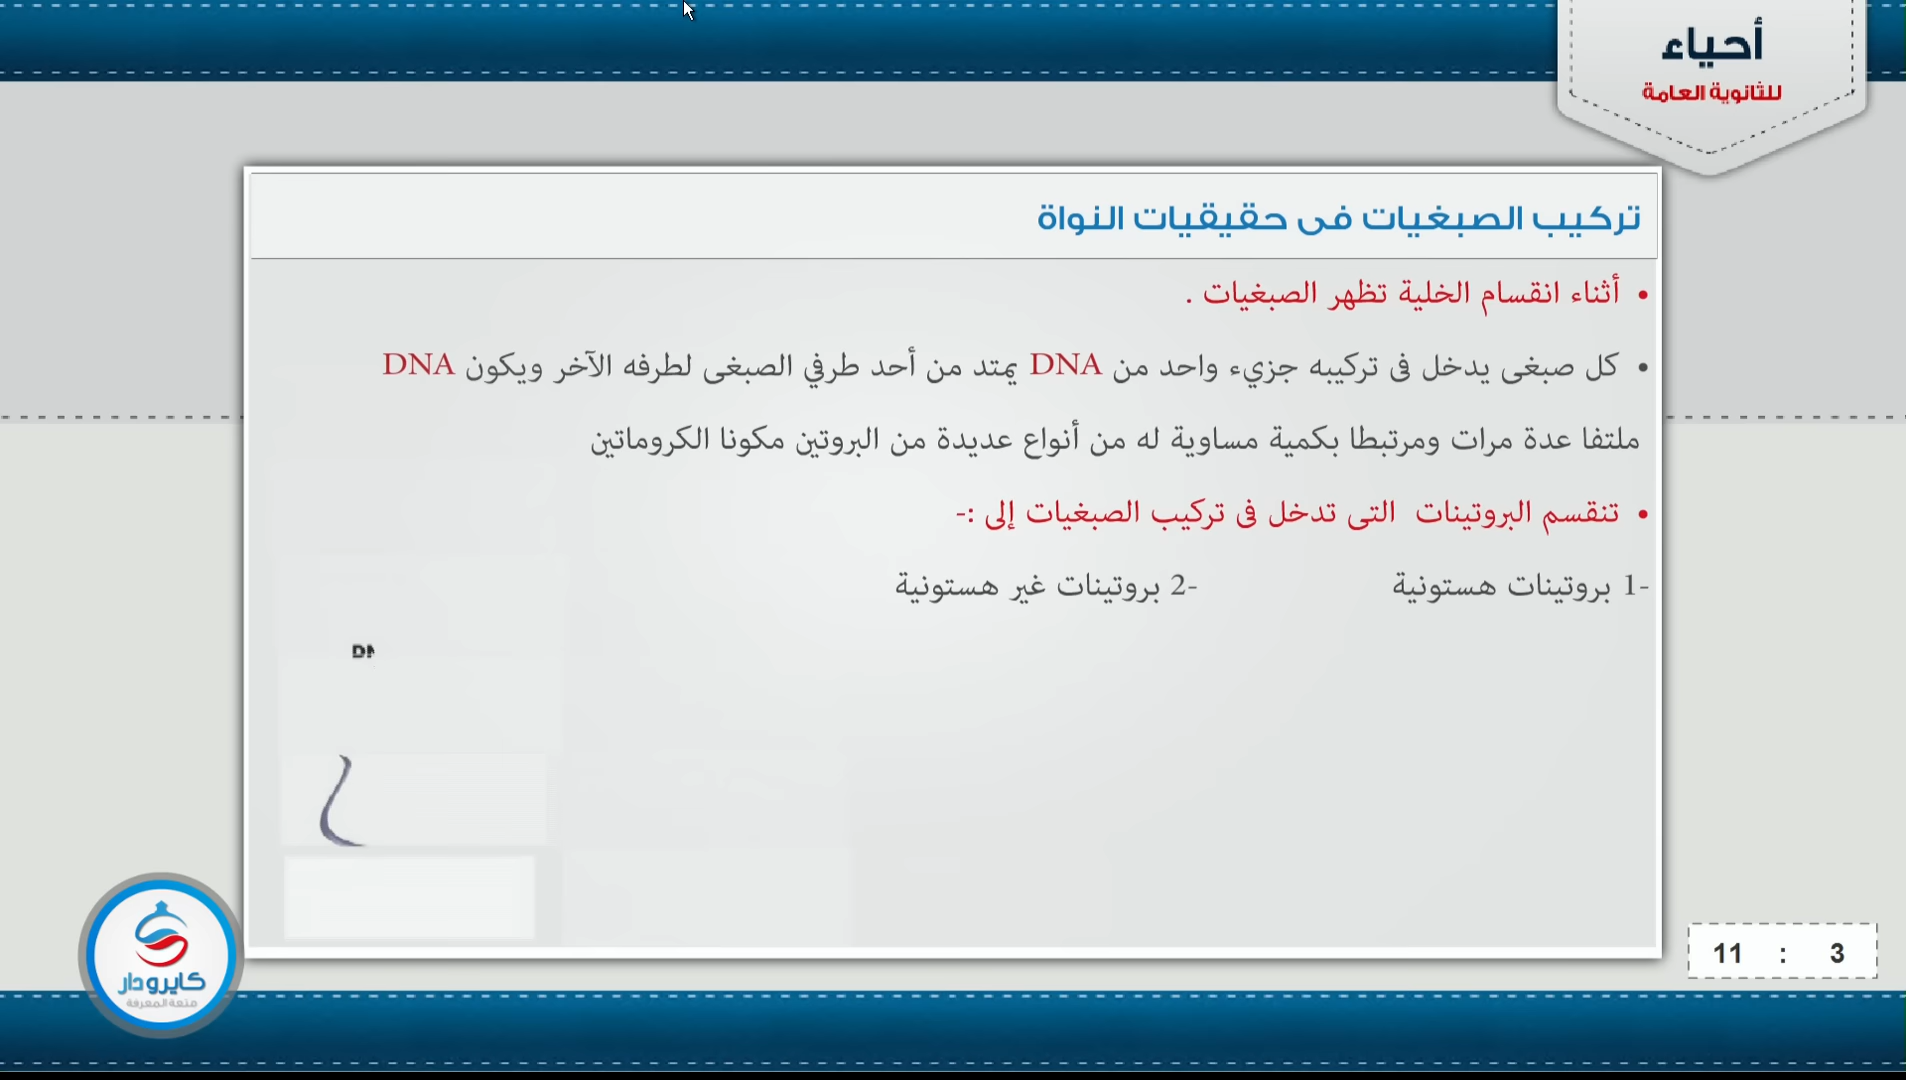 أحياء
للثانوية العامة
تركيب الصبغيات فى حقيقيات النواة
• أثناء انقسام الخلية تظهر الصبغيات .
• كل صبغى يدخل فى تركيبه جزيء واحد من DNA يمتد من أحد طرفي الصبغى لطرفه الآخر ويكون DNA
ملتفا عدة مرات ومرتبطا بكمية مساوية له من أنواع عديدة من البروتين مكونا الكروماتين
• تنقسم البروتينات التى تدخل فى تركيب الصبغيات إلى :-
-1 بروتينات هستونية -2 بروتينات غير هستونية
كايرودار
متعة المعرفة
11 : 3